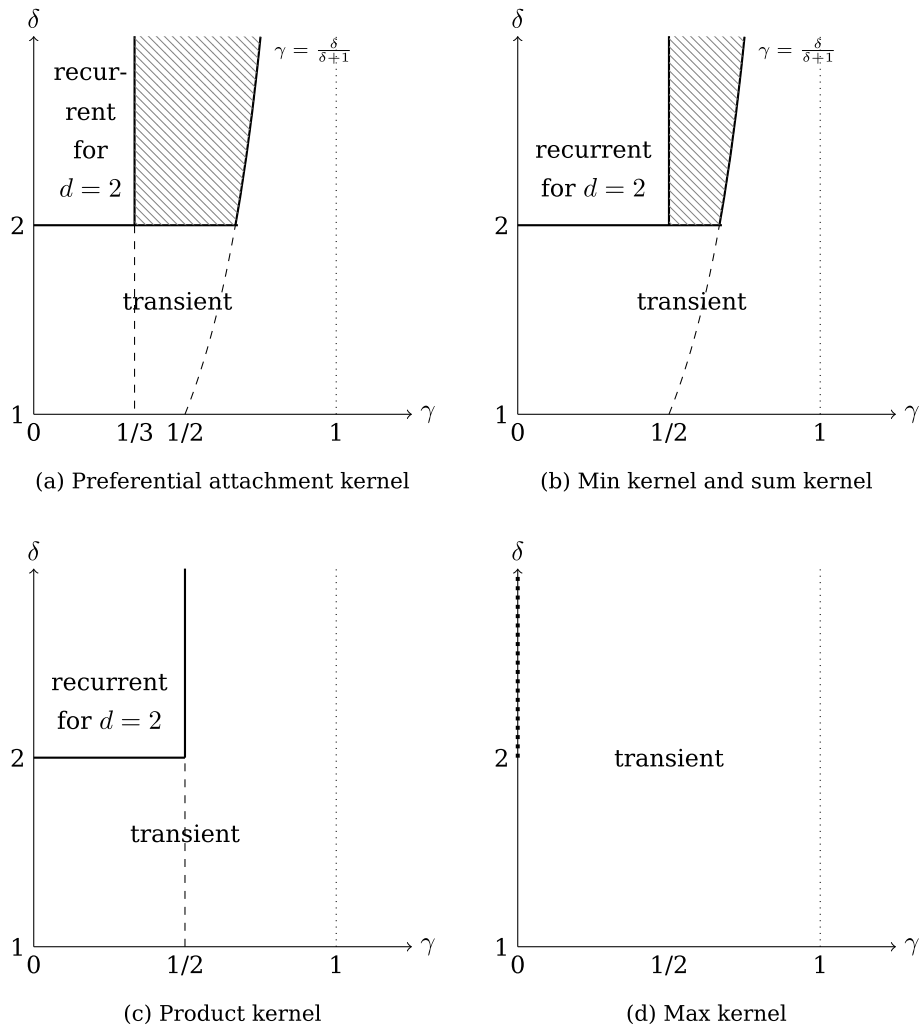 δ
recur-
rent
for
d = 2
γ = δ/(δ+1)
2
transient
1
γ
0
1/3
1/2
1
(a) Preferential attachment kernel
δ
γ = δ/(δ+1)
recurrent
for d = 2
2
transient
1
γ
0
1/2
1
(b) Min kernel and sum kernel
δ
recurrent
for d = 2
2
transient
1
γ
0
1/2
1
(c) Product kernel
δ
2
transient
1
γ
0
1/2
1
(d) Max kernel